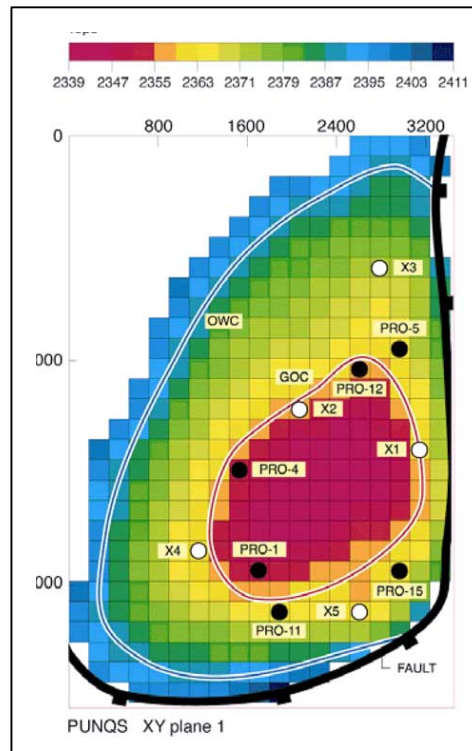 2339 2347 2355 2363 2371 2379 2387 2395 2403 2411
0 800 1600 2400 3200
X3
OWC
PRO-5
000
GOC
PRO-12
X2
X1
PRO-4
X4
PRO-1
000
PRO-15
X5
PRO-11
FAULT
PUNQS XY plane 1